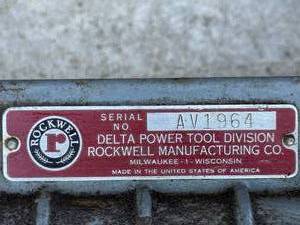 SERIAL
NO. AV1964
ROCKWELL
r
DELTA POWER TOOL DIVISION
ROCKWELL MANUFACTURING CO.
MILWAUKEE-1-WISCONSIN
MADE IN THE UNITED STATES OF AMERICA